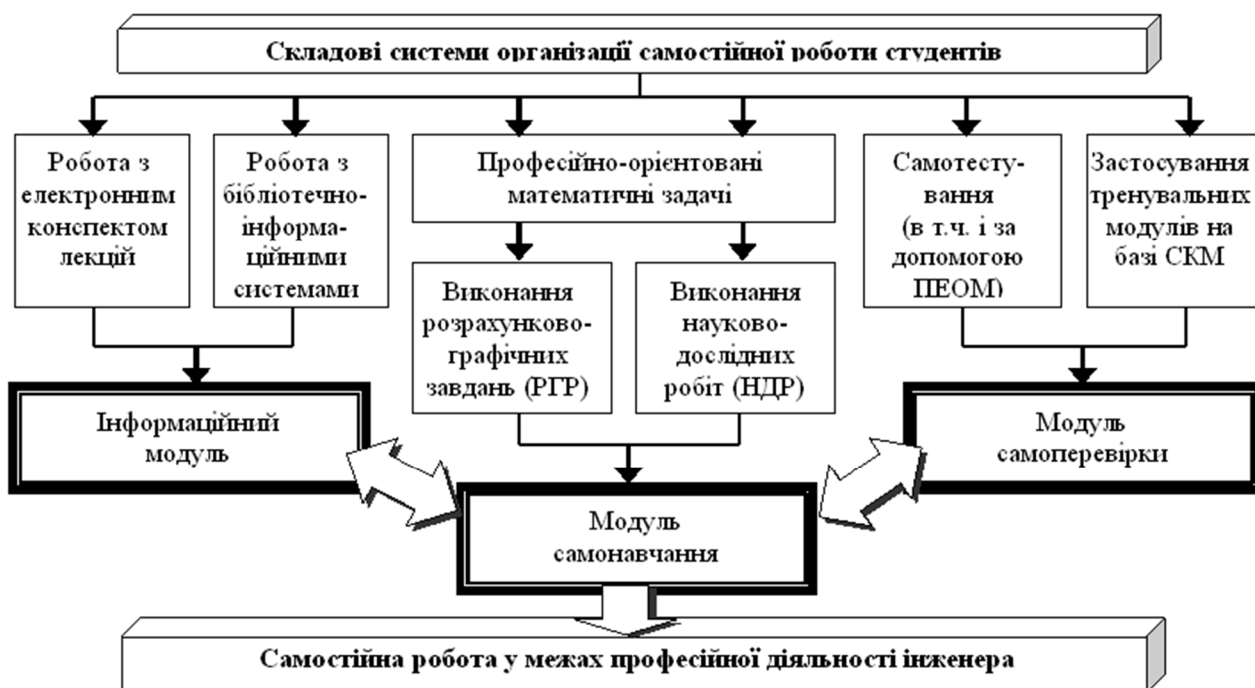 Складові системи організації самостійної роботи студентів
Робота з
електронним
конспектом
лекцій
Робота з
бібліотечно-
інформа-
ційними
системами
Професійно-орієнтовані
математичні задачі
Самотесту-
вання
(в т.ч. і за
допомогою
ПЕОМ)
Застосування
тренувальних
модулів на
базі СКМ
Виконання
розрахунково-
графічних
завдань (РГР)
Виконання
науково-
дослідних
робіт (НДР)
Інформаційний
модуль
Модуль
самоперевірки
Модуль
самонавчання
Самостійна робота у межах професійної діяльності інженера